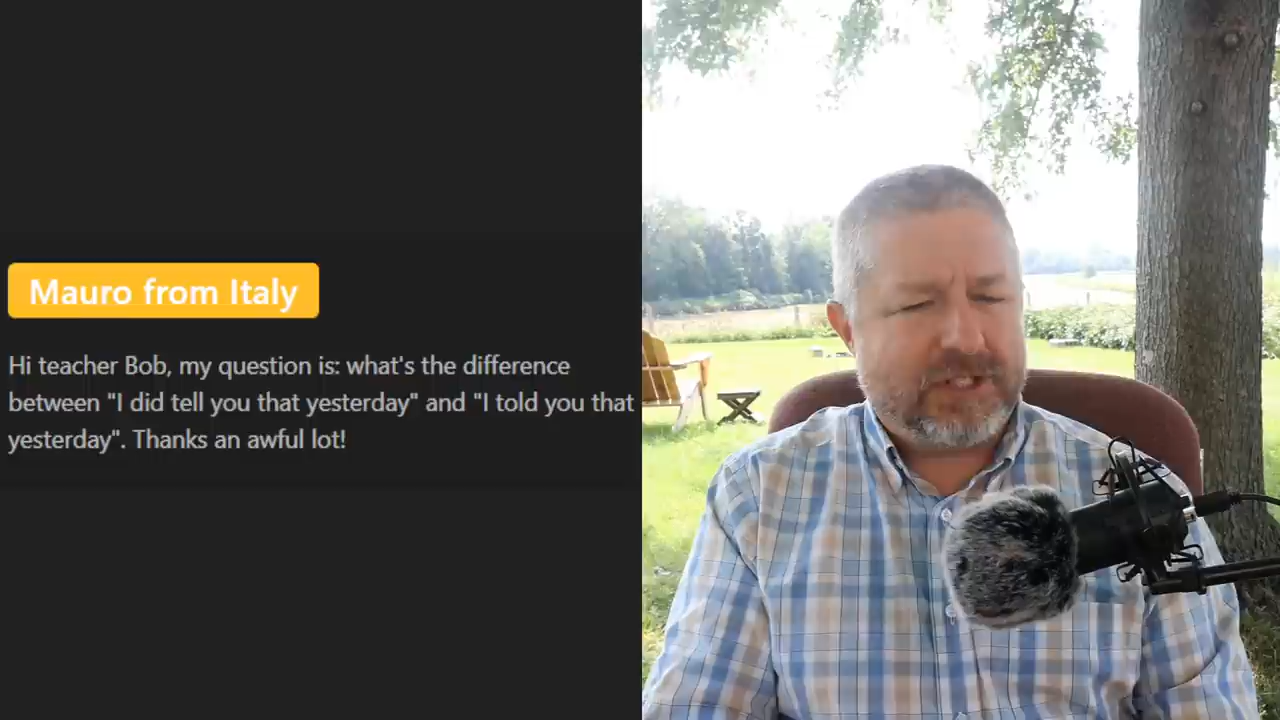 Mauro from Italy
Hi teacher Bob, my question is: what's the difference
between "I did tell you that yesterday" and "I told you that
yesterday". Thanks an awful lot!